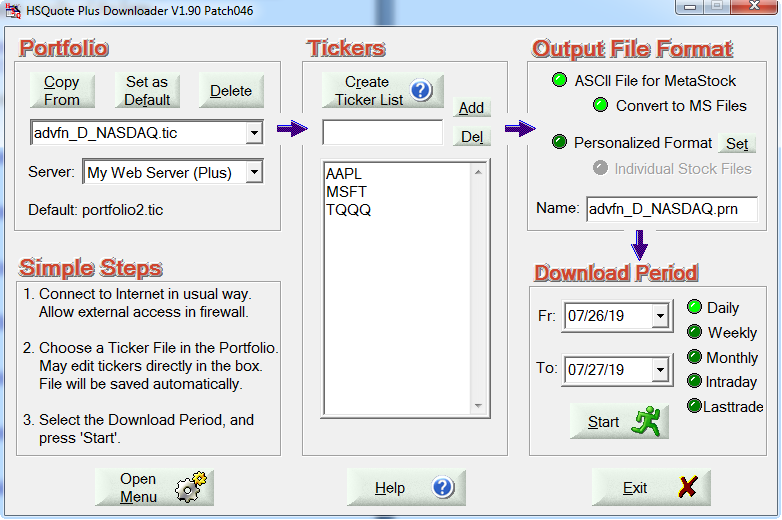 HSQuote Plus Downloader V1.90 Patch046
Portfolio
Copy
From
Set as
Default
Delete
advfn_D_NASDAQ.tic
Server:
My Web Server (Plus)
Default: portfolio2.tic
Tickers
Create
Ticker List
?
Add
Del
AAPL
MSFT
TQQQ
Output File Format
ASCII File for MetaStock
Convert to MS Files
Personalized Format
Set
Individual Stock Files
Name:
advfn_D_NASDAQ.prn
Simple Steps
1. Connect to Internet in usual way.
Allow external access in firewall.
2. Choose a Ticker File in the Portfolio.
May edit tickers directly in the box.
File will be saved automatically.
3. Select the Download Period, and
press 'Start'.
Download Period
Fr:
07/26/19
To:
07/27/19
Daily
Weekly
Monthly
Intraday
Lasttrade
Start
Open
Menu
Help
?
Exit